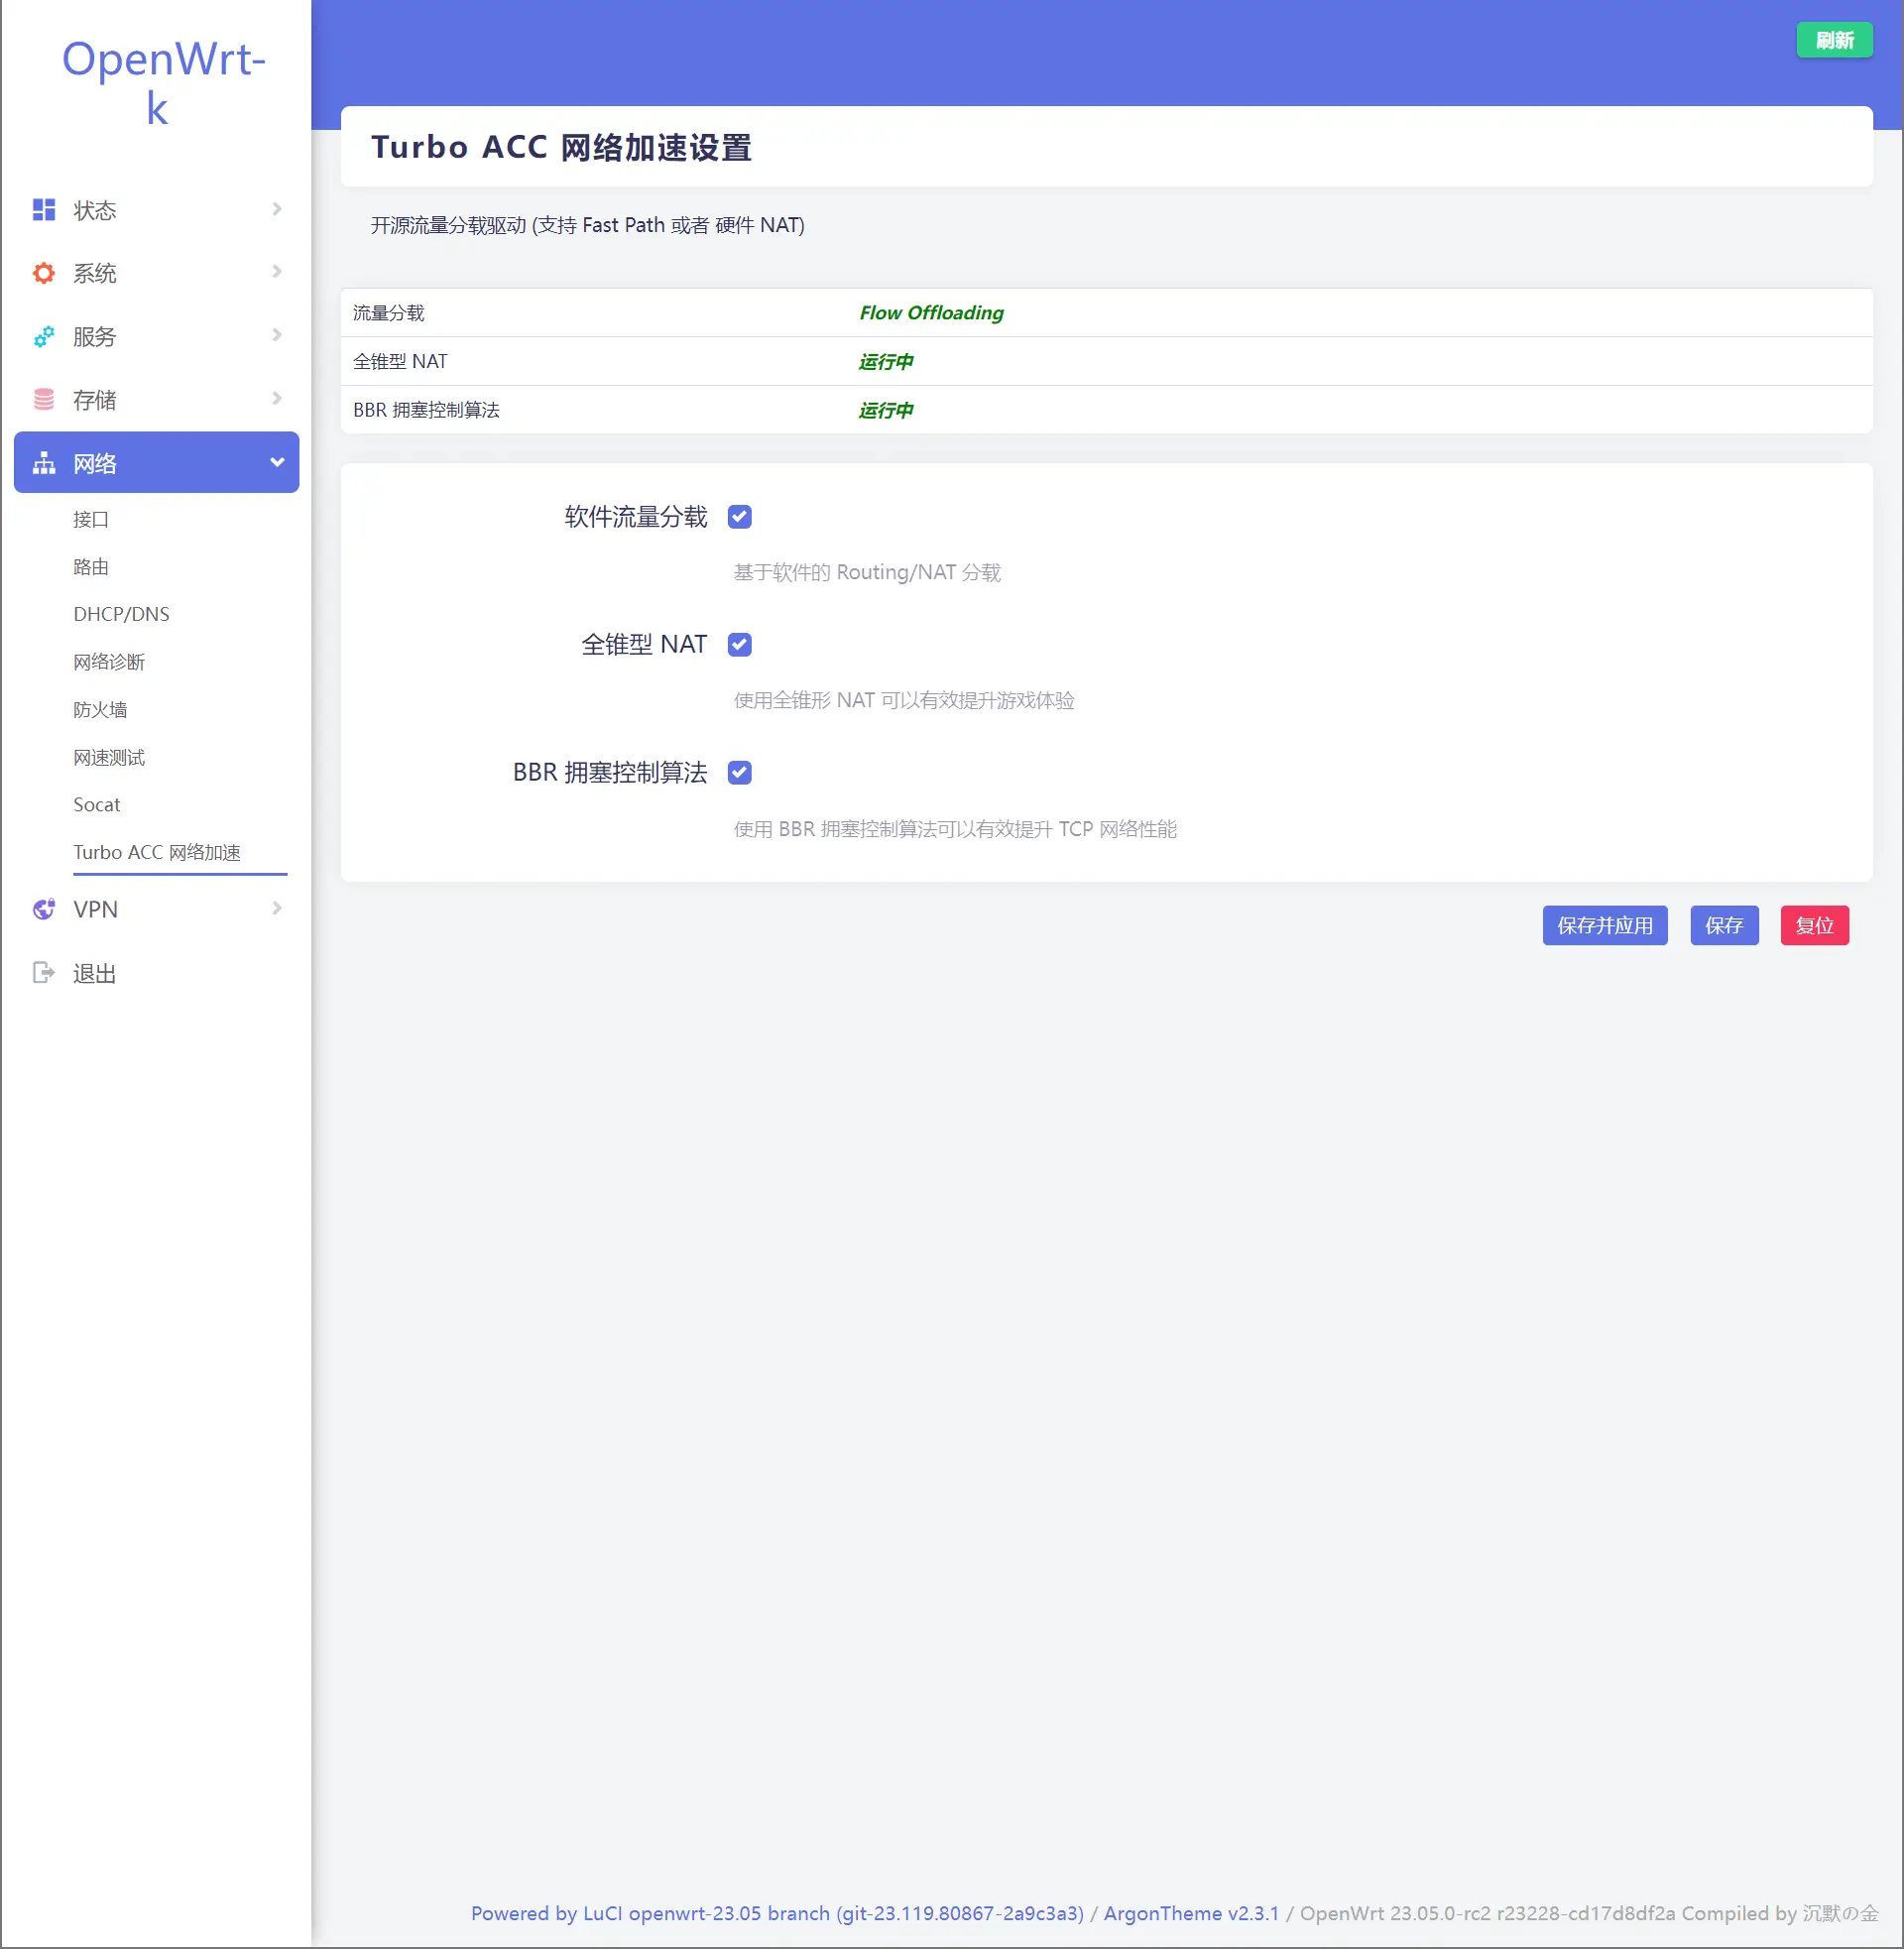 OpenWrt-
k
状态
系统
服务
存储
网络
接口
路由
DHCP/DNS
网络诊断
防火墙
网速测试
Socat
Turbo ACC 网络加速
VPN
退出
刷新
Turbo ACC 网络加速设置
开源流量分载驱动 (支持 Fast Path 或者 硬件 NAT)
流量分载 Flow Offloading
全锥型 NAT 运行中
BBR 拥塞控制算法 运行中
软件流量分载
基于软件的 Routing/NAT 分载
全锥型 NAT
使用全锥形 NAT 可以有效提升游戏体验
BBR 拥塞控制算法
使用 BBR 拥塞控制算法可以有效提升 TCP 网络性能
保存并应用 保存 复位
Powered by LuCI openwrt-23.05 branch (git-23.119.80867-2a9c3a3) / ArgonTheme v2.3.1 / OpenWrt 23.05.0-rc2 r23228-cd17d8df2a Compiled by 沉默の金